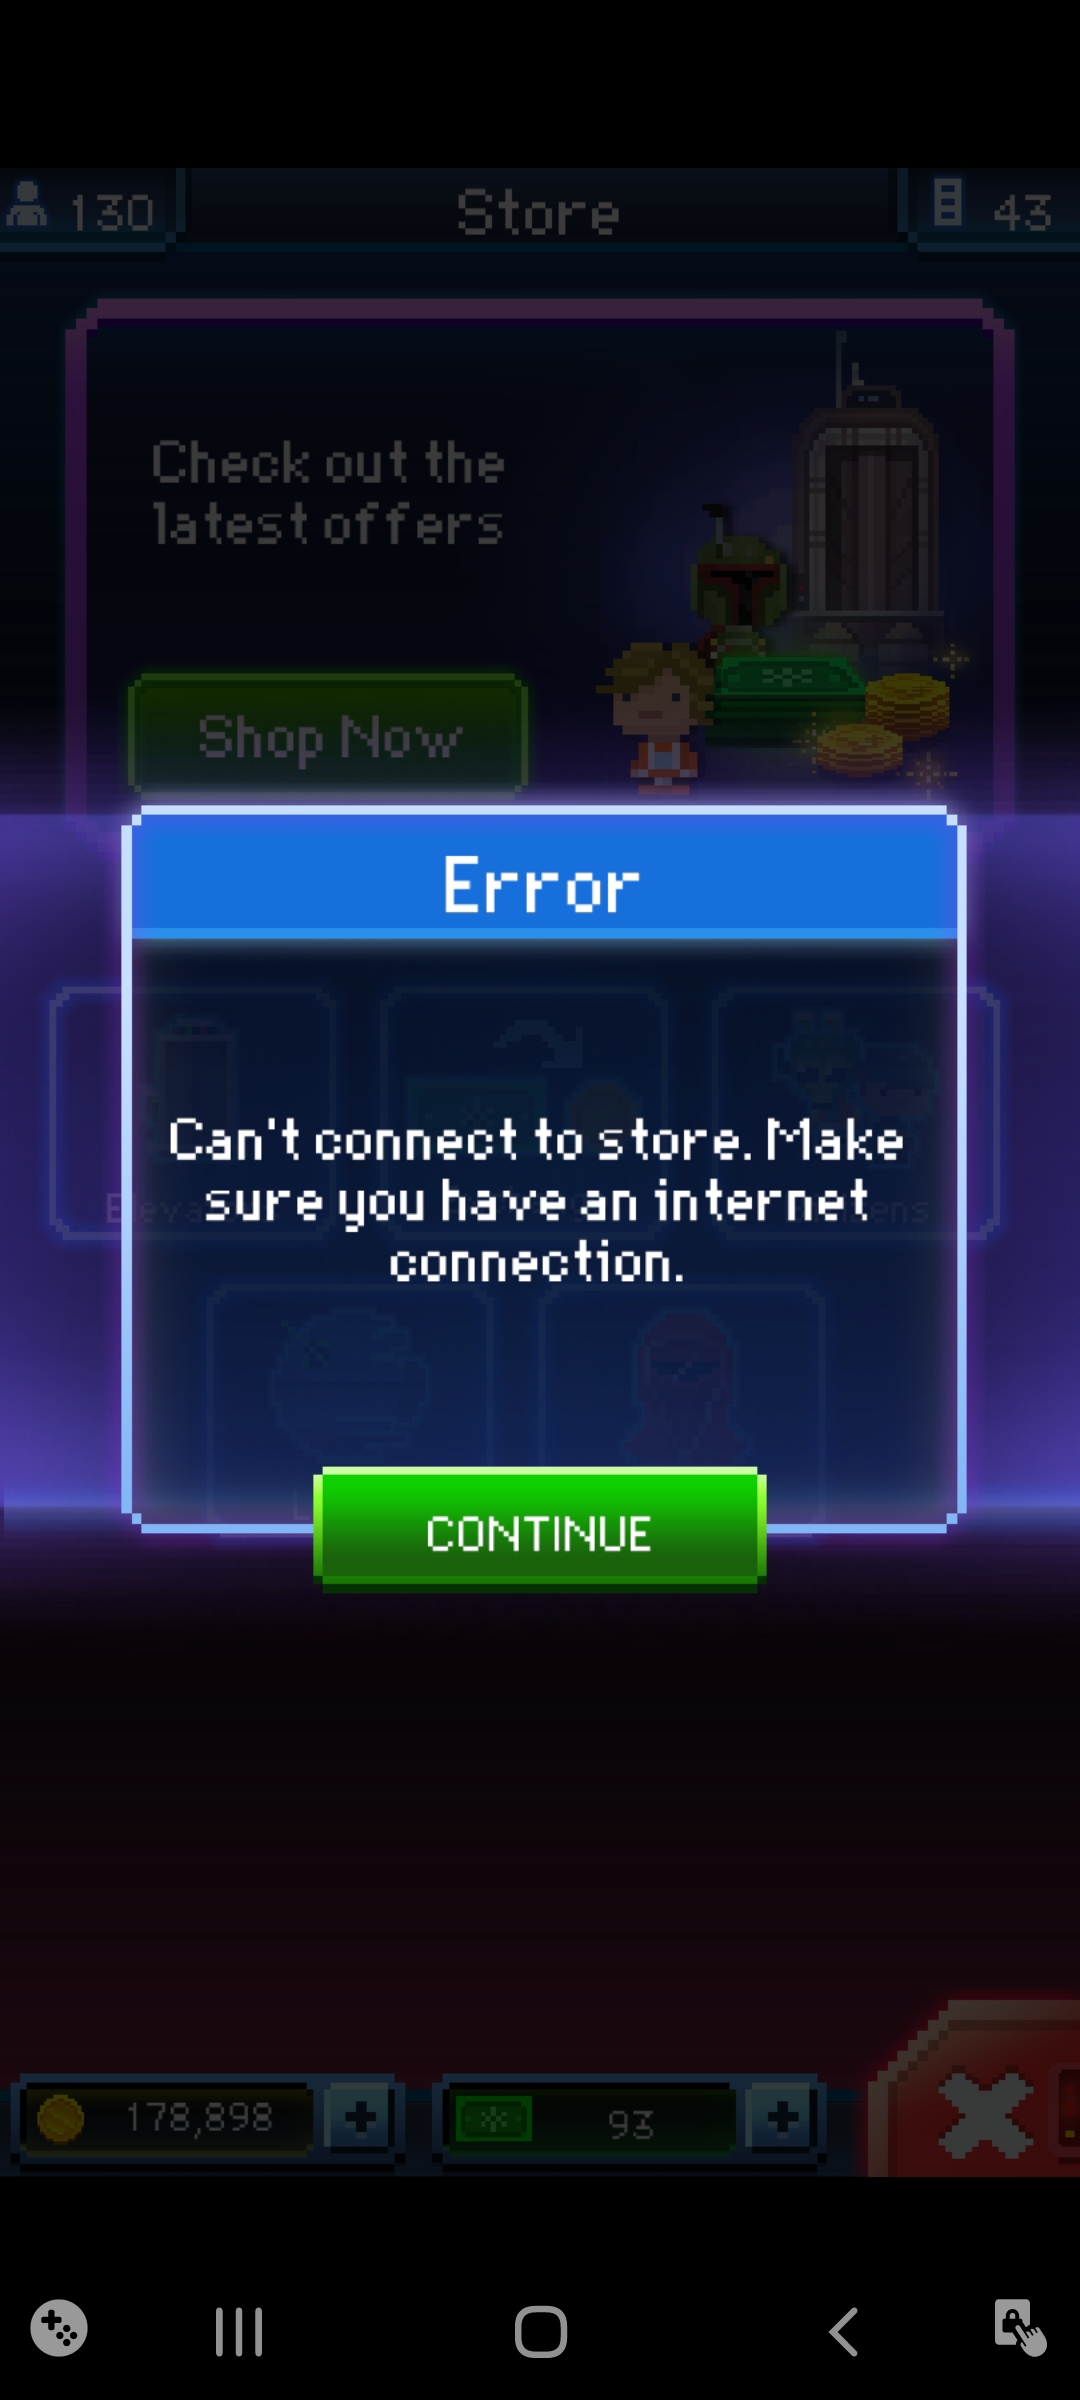 130
Store
43
Check out the
latest offers
Shop Now
Error
Can't connect to store. Make
sure you have an internet
connection.
CONTINUE
178,898
93